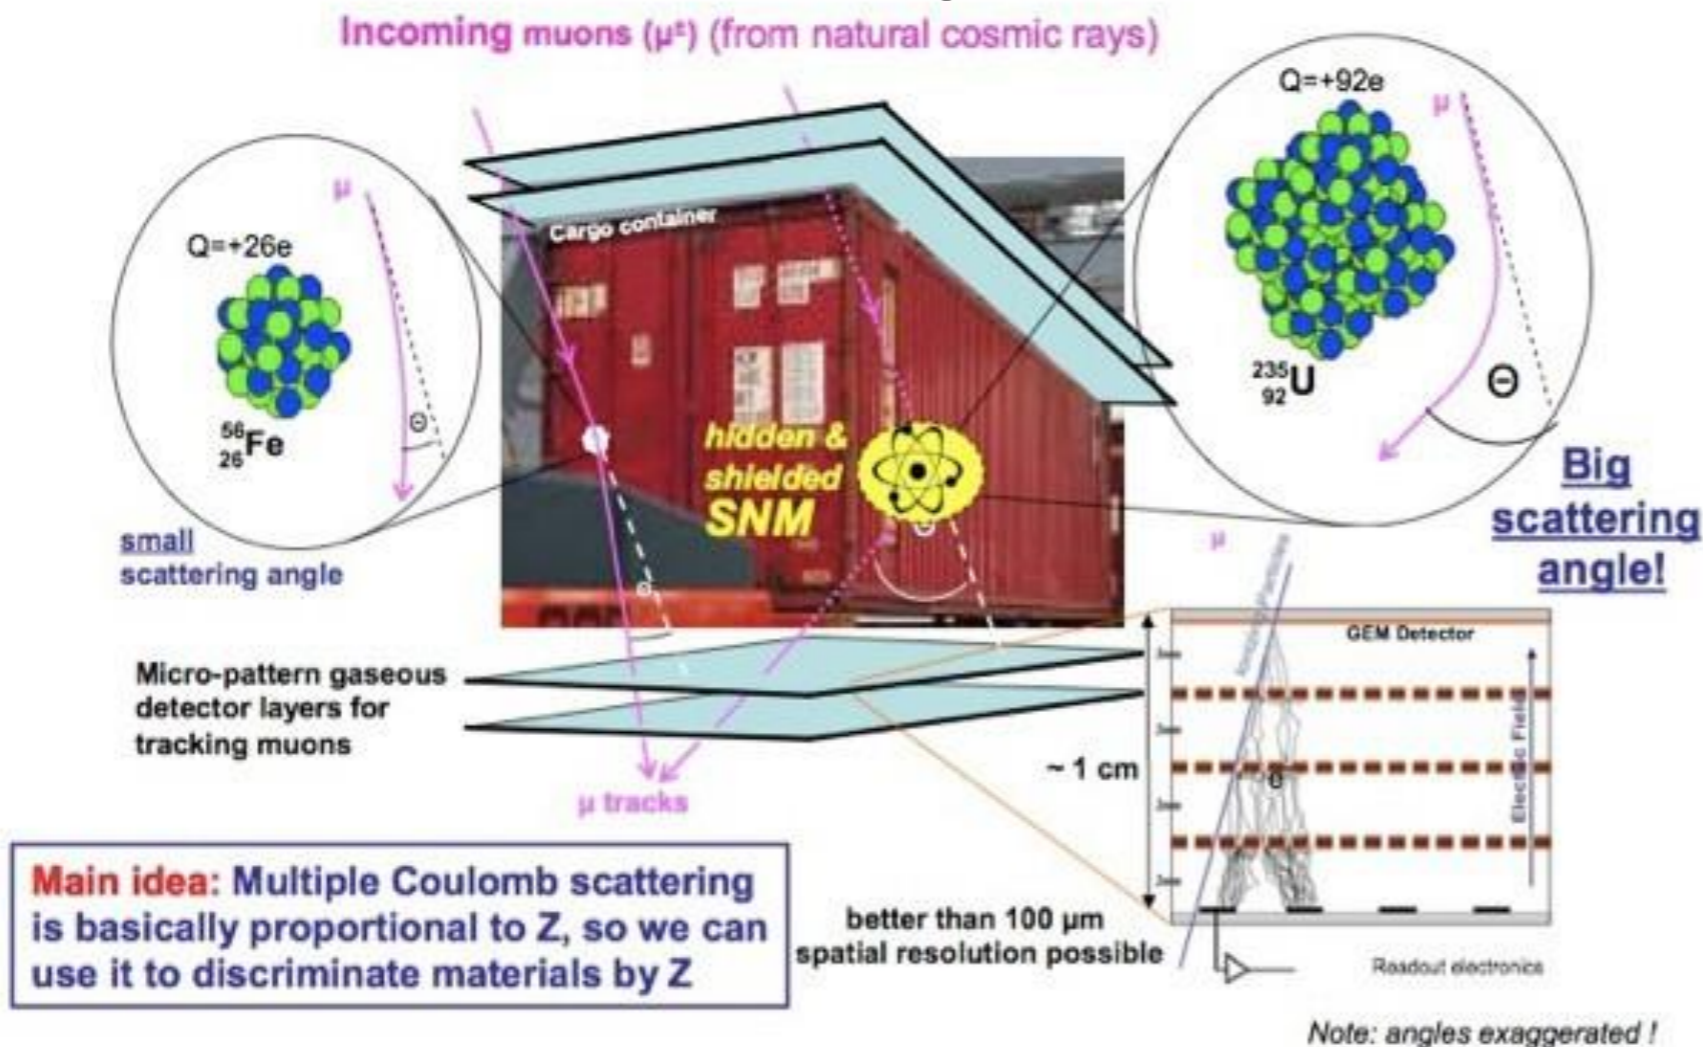 Incoming muons (µ±) (from natural cosmic rays)
Q=+26e
µ
Θ
56
26Fe
small
scattering angle
Cargo container
hidden &
shielded
SNM
Θ
Θ
Q=+92e
µ
235
92U
Θ
Big
scattering
angle!
Micro-pattern gaseous
detector layers for
tracking muons
µ tracks
µ
Ionizing Particles
GEM Detector
Electric Field
e
~ 1 cm
better than 100 µm
spatial resolution possible
Readout electronics
Main idea: Multiple Coulomb scattering
is basically proportional to Z, so we can
use it to discriminate materials by Z
Note: angles exaggerated !